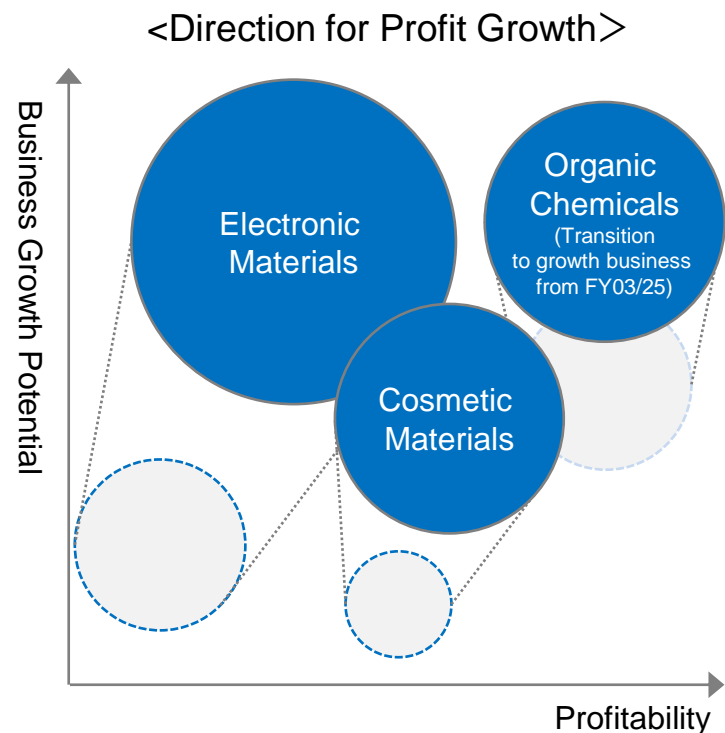 <Direction for Profit Growth>
Business Growth Potential
Electronic
Materials
Organic
Chemicals
(Transition
to growth business
from FY03/25)
Cosmetic
Materials
Profitability